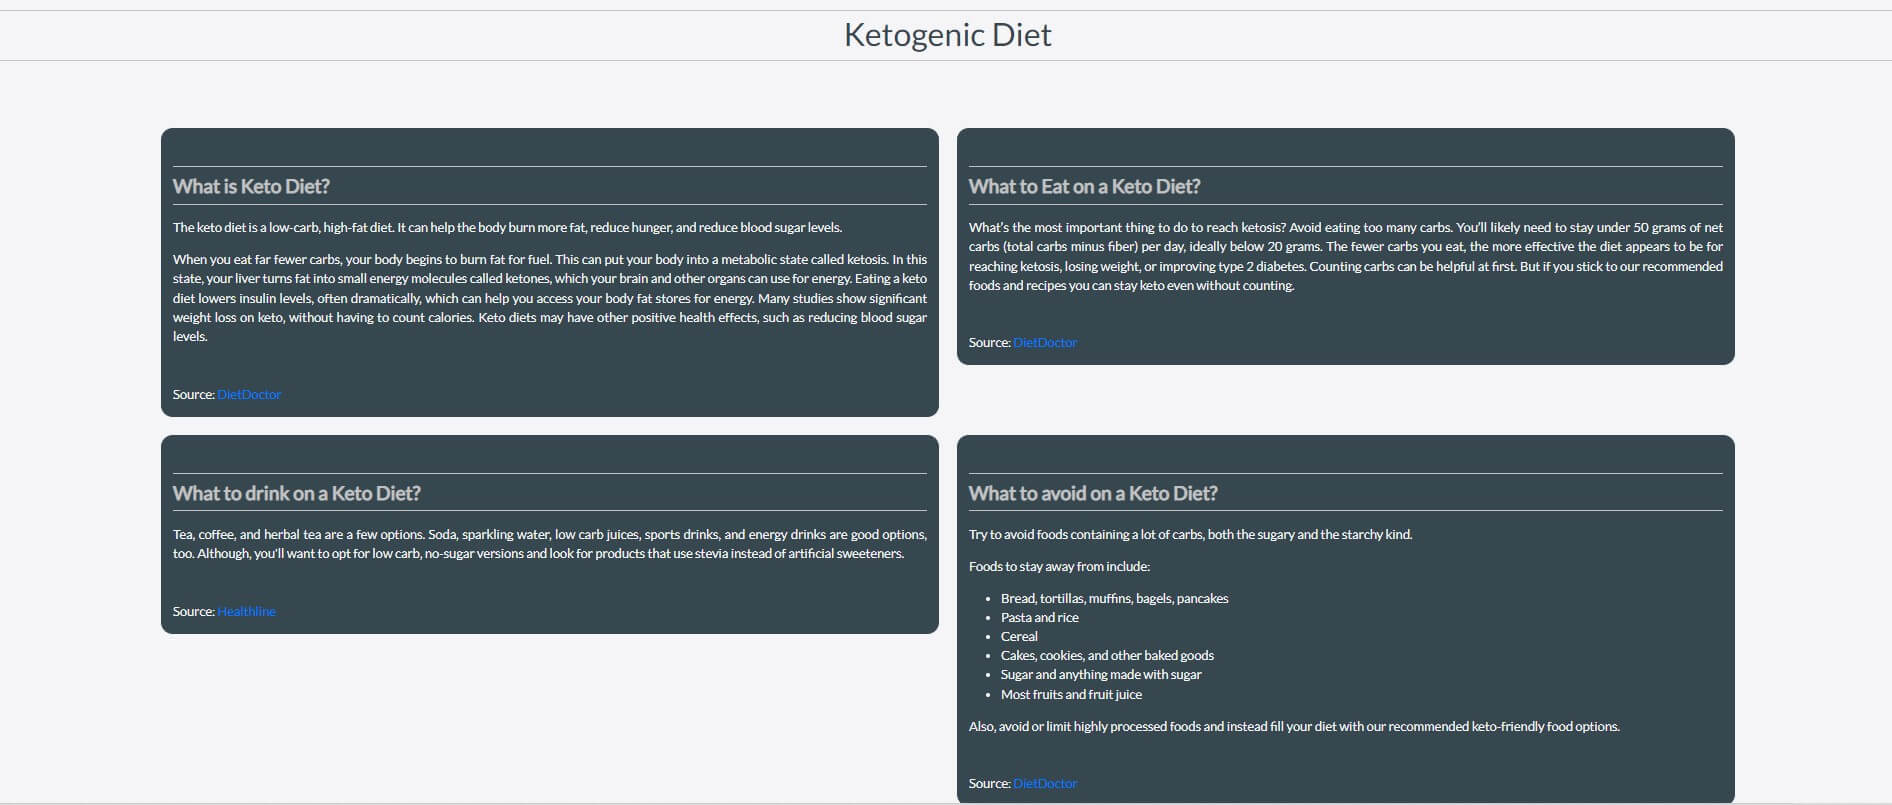 Ketogenic Diet
What is Keto Diet?
The keto diet is a low-carb, high-fat diet. It can help the body burn more fat, reduce hunger, and reduce blood sugar levels.
When you eat far fewer carbs, your body begins to burn fat for fuel. This can put your body into a metabolic state called ketosis. In this
state, your liver turns fat into small energy molecules called ketones, which your brain and other organs can use for energy. Eating a keto
diet lowers insulin levels, often dramatically, which can help you access your body fat stores for energy. Many studies show significant
weight loss on keto, without having to count calories. Keto diets may have other positive health effects, such as reducing blood sugar
levels.
Source: DietDoctor
What to Eat on a Keto Diet?
What's the most important thing to do to reach ketosis? Avoid eating too many carbs. You'll likely need to stay under 50 grams of net
carbs (total carbs minus fiber) per day, ideally below 20 grams. The fewer carbs you eat, the more effective the diet appears to be for
reaching ketosis, losing weight, or improving type 2 diabetes. Counting carbs can be helpful at first. But if you stick to our recommended
foods and recipes you can stay keto even without counting.
Source: DietDoctor
What to drink on a Keto Diet?
Tea, coffee, and herbal tea are a few options. Soda, sparkling water, low carb juices, sports drinks, and energy drinks are good options,
too. Although, you'll want to opt for low carb, no-sugar versions and look for products that use stevia instead of artificial sweeteners.
Source: Healthline
What to avoid on a Keto Diet?
Try to avoid foods containing a lot of carbs, both the sugary and the starchy kind.
Foods to stay away from include:
• Bread, tortillas, muffins, bagels, pancakes
• Pasta and rice
• Cereal
• Cakes, cookies, and other baked goods
• Sugar and anything made with sugar
• Most fruits and fruit juice
Also, avoid or limit highly processed foods and instead fill your diet with our recommended keto-friendly food options.
Source: DietDoctor